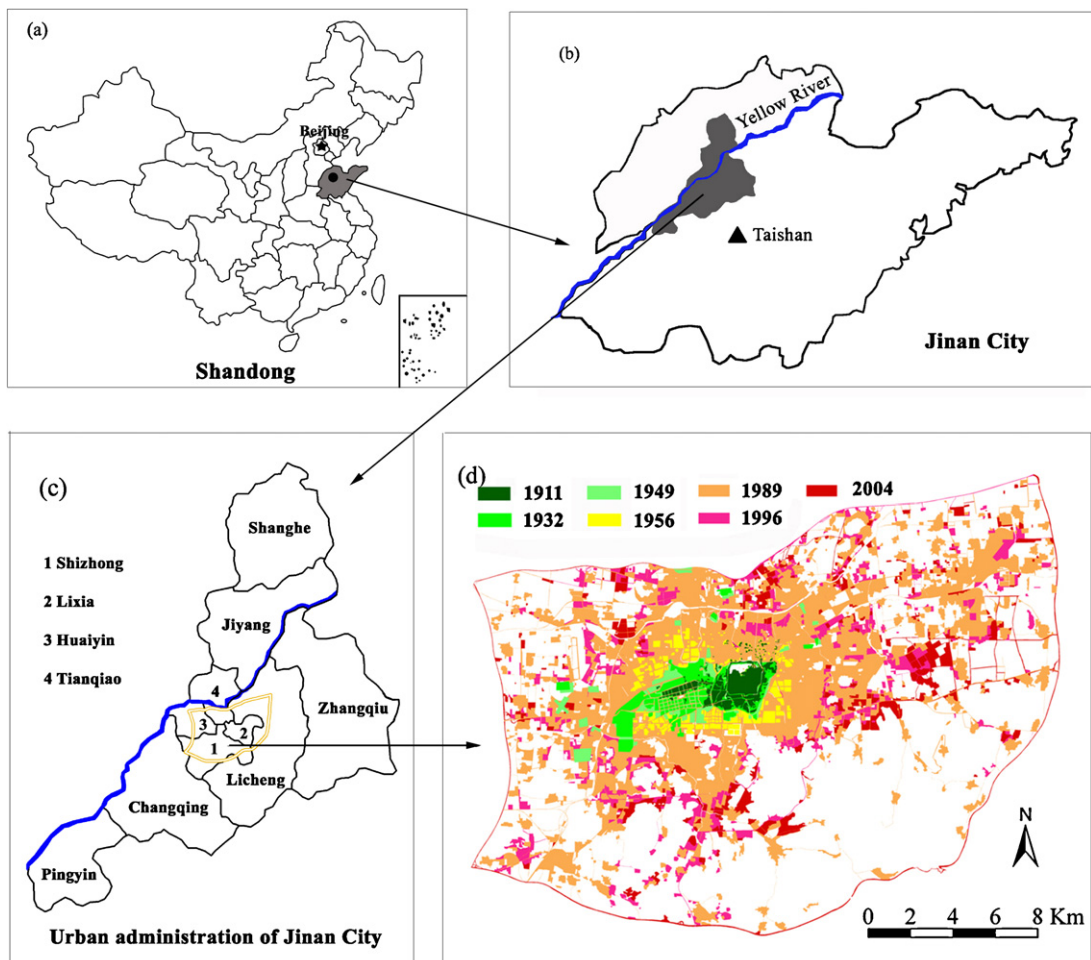 (a)
Beijing
Shandong
(b)
Yellow River
Taishan
Jinan City
(c)
Shanghe
1 Shizhong
2 Lixia
3 Huaiyin
4 Tianqiao
Jiyang
4
3
2
1
Zhangqiu
Licheng
Changqing
Pingyin
Urban administration of Jinan City
(d)
1911 1949 1989 2004
1932 1956 1996
N
0 2 4 6 8 Km